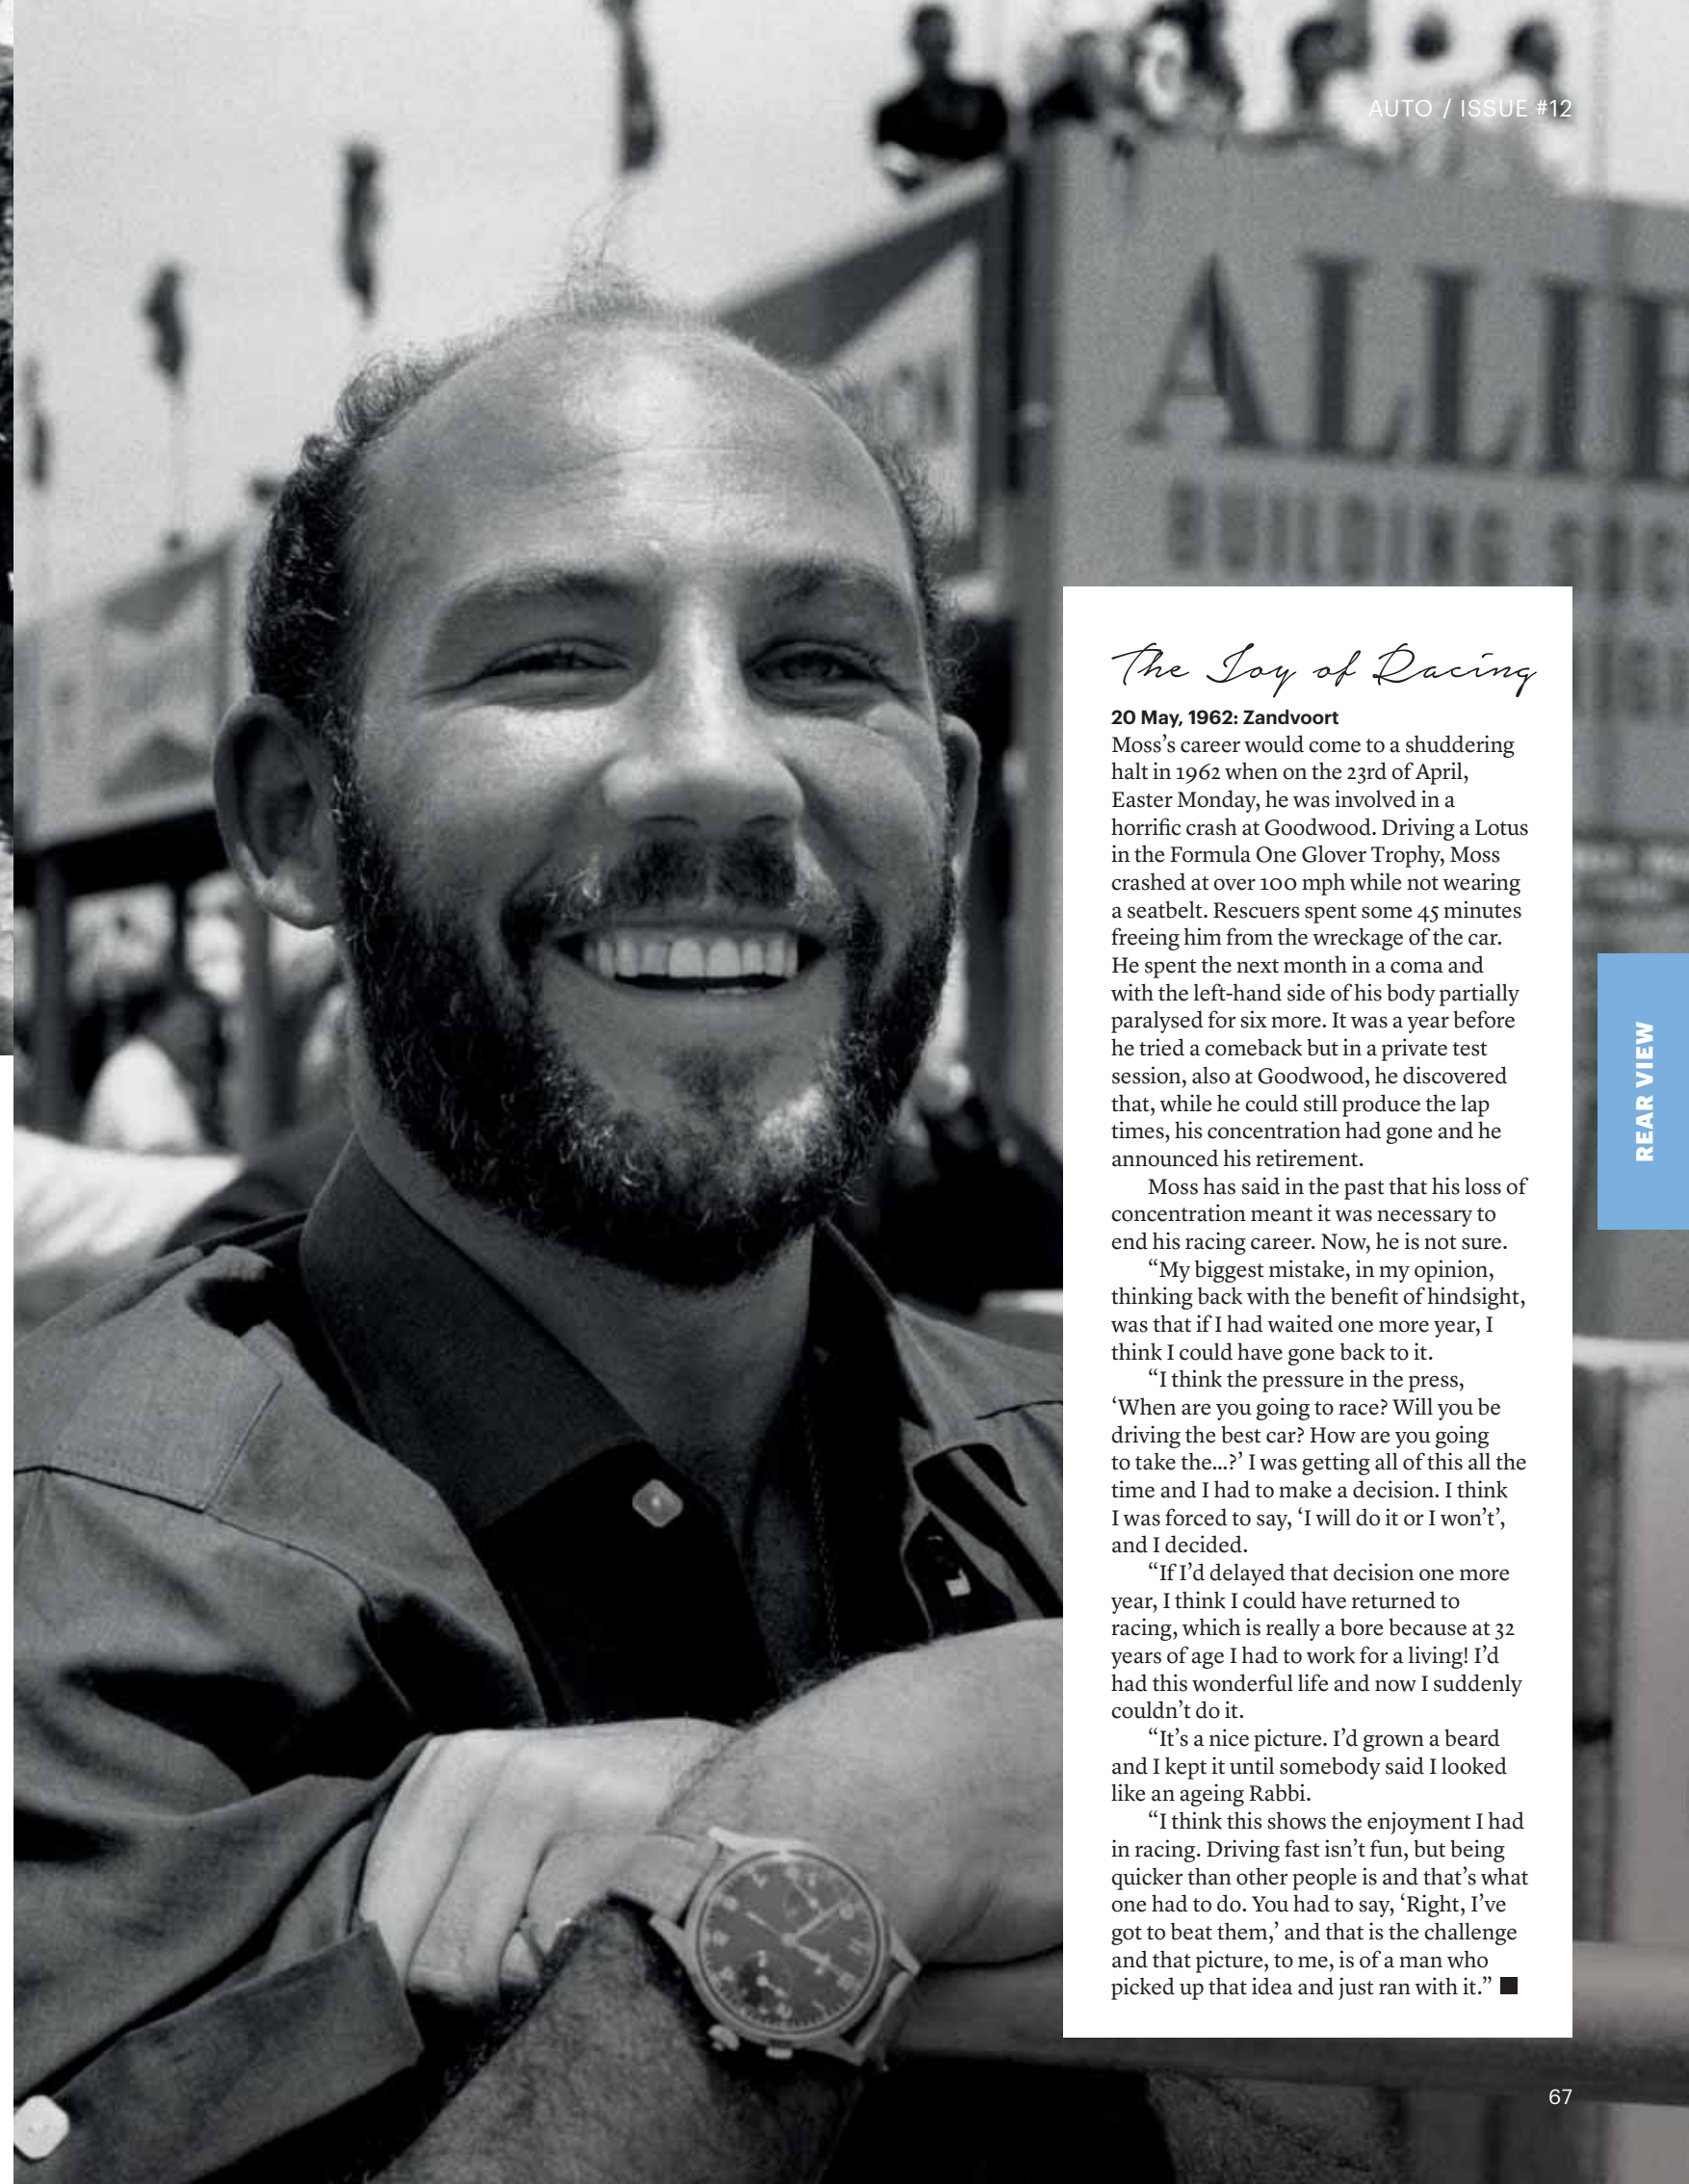 AUTO / ISSUE #12
ALLIE
BUILDING SOC
The Joy of Racing
20 May, 1962: Zandvoort
Moss’s career would come to a shuddering
halt in 1962 when on the 23rd of April,
Easter Monday, he was involved in a
horrific crash at Goodwood. Driving a Lotus
in the Formula One Glover Trophy, Moss
crashed at over 100 mph while not wearing
a seatbelt. Rescuers spent some 45 minutes
freeing him from the wreckage of the car.
He spent the next month in a coma and
with the left-hand side of his body partially
paralysed for six more. It was a year before
he tried a comeback but in a private test
session, also at Goodwood, he discovered
that, while he could still produce the lap
times, his concentration had gone and he
announced his retirement.
Moss has said in the past that his loss of
concentration meant it was necessary to
end his racing career. Now, he is not sure.
“My biggest mistake, in my opinion,
thinking back with the benefit of hindsight,
was that if I had waited one more year, I
think I could have gone back to it.
“I think the pressure in the press,
‘When are you going to race? Will you be
driving the best car? How are you going
to take the...?’ I was getting all of this all the
time and I had to make a decision. I think
I was forced to say, ‘I will do it or I won’t’,
and I decided.
“If I’d delayed that decision one more
year, I think I could have returned to
racing, which is really a bore because at 32
years of age I had to work for a living! I’d
had this wonderful life and now I suddenly
couldn’t do it.
“It’s a nice picture. I’d grown a beard
and I kept it until somebody said I looked
like an ageing Rabbi.
“I think this shows the enjoyment I had
in racing. Driving fast isn’t fun, but being
quicker than other people is and that’s what
one had to do. You had to say, ‘Right, I’ve
got to beat them,’ and that is the challenge
and that picture, to me, is of a man who
picked up that idea and just ran with it.”
REAR VIEW
67